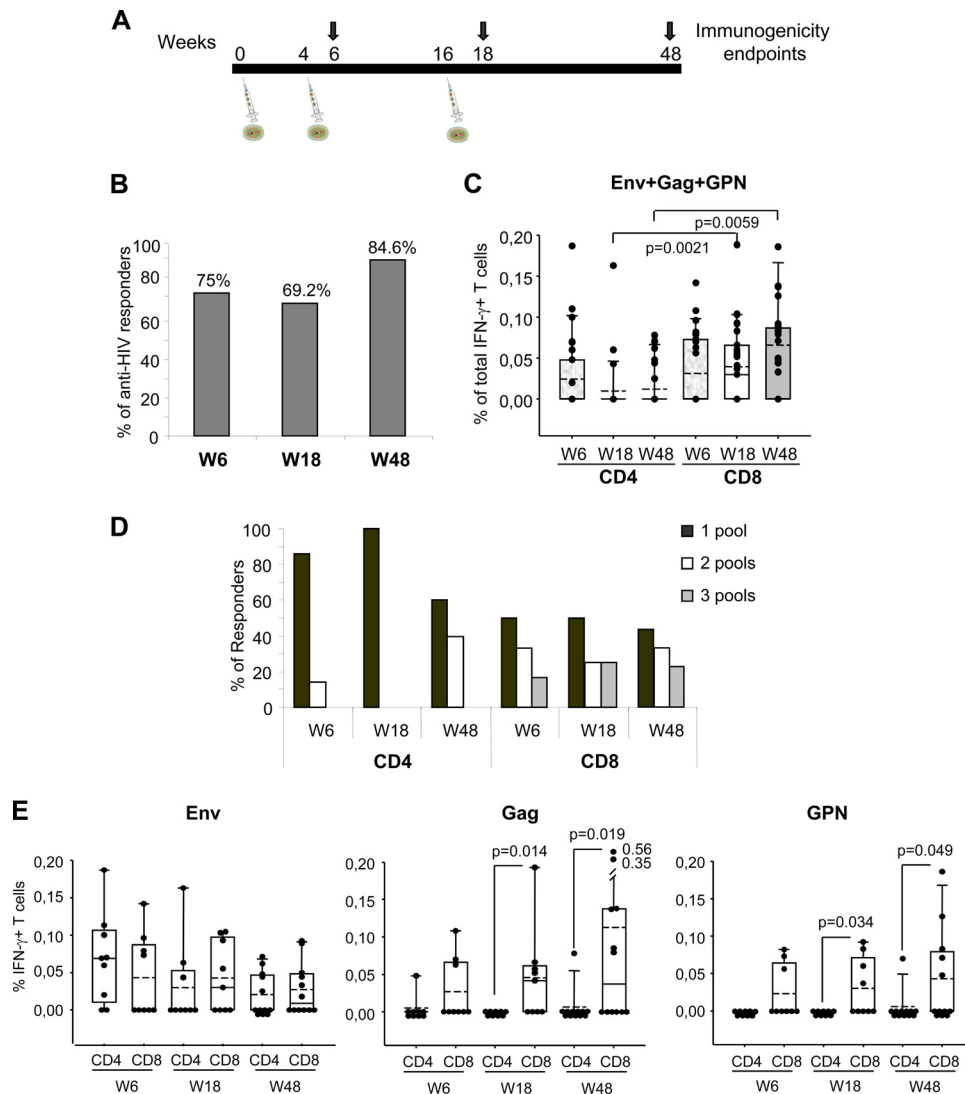 A
Weeks
0 4 6 16 18 48
Immunogenicity
endpoints
B
% of anti-HIV responders
100
80
60
40
20
0
75%
69.2%
84.6%
W6 W18 W48
C
Env+Gag+GPN
p=0.0059
p=0.0021
% of total IFN-γ+ T cells
0,20
0,15
0,10
0,05
0,00
W6 W18 W48 W6 W18 W48
CD4 CD8
D
% of Responders
100
80
60
40
20
0
W6 W18 W48 W6 W18 W48
CD4 CD8
1 pool
2 pools
3 pools
E
Env
% IFN-γ+ T cells
0,20
0,15
0,10
0,05
0,00
CD4 CD8 CD4 CD8 CD4 CD8
W6 W18 W48
Gag
p=0.014
p=0.019
0.56
0.35
0,20
0,15
0,10
0,05
0,00
CD4 CD8 CD4 CD8 CD4 CD8
W6 W18 W48
GPN
p=0.049
p=0.034
0,20
0,15
0,10
0,05
0,00
CD4 CD8 CD4 CD8 CD4 CD8
W6 W18 W48